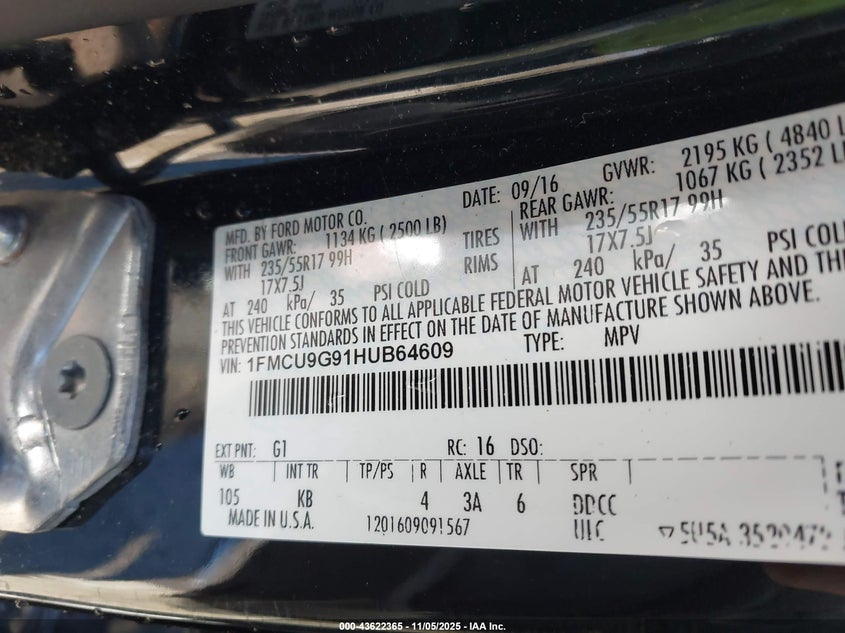 MFD. BY FORD MOTOR CO.
DATE: 09/16 GVWR: 2195 KG ( 4840 L
FRONT GAWR: 1134 KG ( 2500 LB) REAR GAWR: 1067 KG ( 2352 L
WITH 235/55R17 99H TIRES WITH 235/55R17 99H
17X7.5J RIMS 17X7.5J
AT 240 kPa/ 35 PSI COLD AT 240 kPa/ 35 PSI COL
THIS VEHICLE CONFORMS TO ALL APPLICABLE FEDERAL MOTOR VEHICLE SAFETY AND THE
PREVENTION STANDARDS IN EFFECT ON THE DATE OF MANUFACTURE SHOWN ABOVE.
VIN: 1FMCU9G91HUB64609 TYPE: MPV
EXT PNT: G1 RC: 16 DSO:
WB INT TR TP/PS R AXLE TR SPR
105 KB 4 3A 6 DDCC
MADE IN U.S.A. 1201609091567 ULC
000-43622365 - 11/05/2025 - IAA Inc.